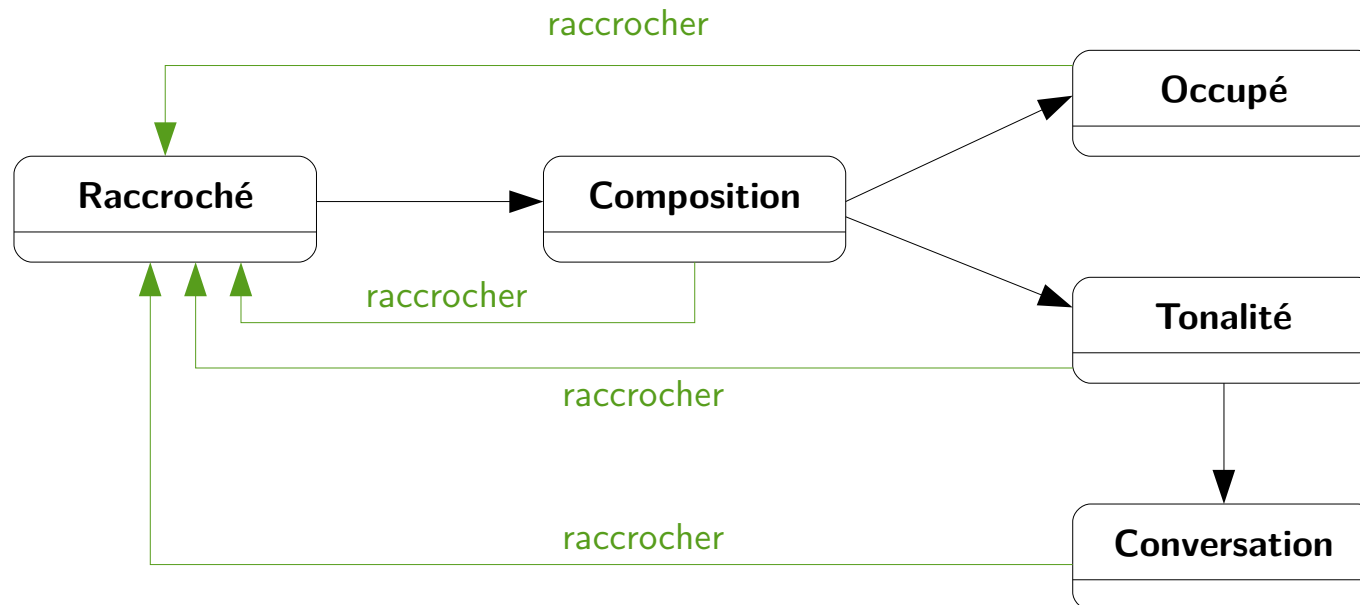 raccrocher
Occupé
Raccroché
Composition
raccrocher
Tonalité
raccrocher
raccrocher
Conversation